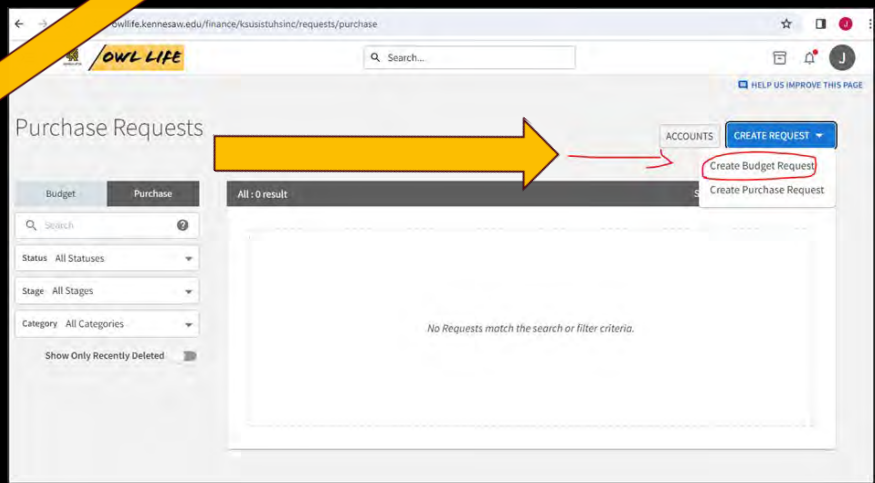 owllife.kennesaw.edu/finance/ksusistuhsinc/requests/purchase
J
OWL LIFE
Search...
J
HELP US IMPROVE THIS PAGE
Purchase Requests
ACCOUNTS
CREATE REQUEST
Create Budget Request
Create Purchase Request
Budget
Purchase
All : 0 result
S
Search
Status All Statuses
Stage All Stages
Category All Categories
No Requests match the search or filter criteria.
Show Only Recently Deleted